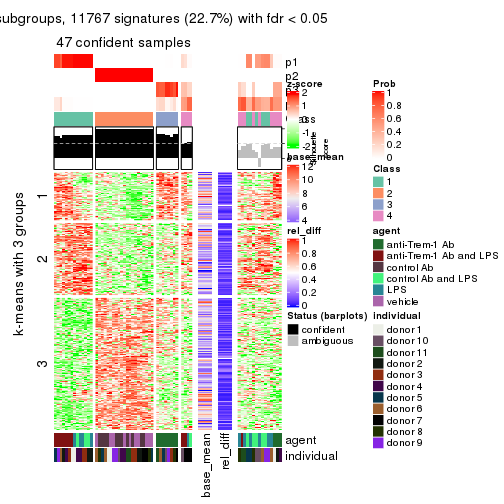 subgroups, 11767 signatures (22.7%) with fdr < 0.05
47 confident samples
p1
p2
z-score
2
1
0
-1
-2
Silhouette
score
base_mean
12
10
8
6
4
rel_diff
1
0.8
0.6
0.4
0.2
0
Status (barplots)
confident
ambiguous
Prob
1
0.8
0.6
0.4
0.2
0
Class
1
2
3
4
agent
anti-Trem-1 Ab
anti-Trem-1 Ab and LPS
control Ab
control Ab and LPS
LPS
vehicle
individual
donor 1
donor 10
donor 11
donor 2
donor 3
donor 4
donor 5
donor 6
donor 7
donor 8
donor 9
k-means with 3 groups
1
2
3
agent
individual
base_mean
rel_diff